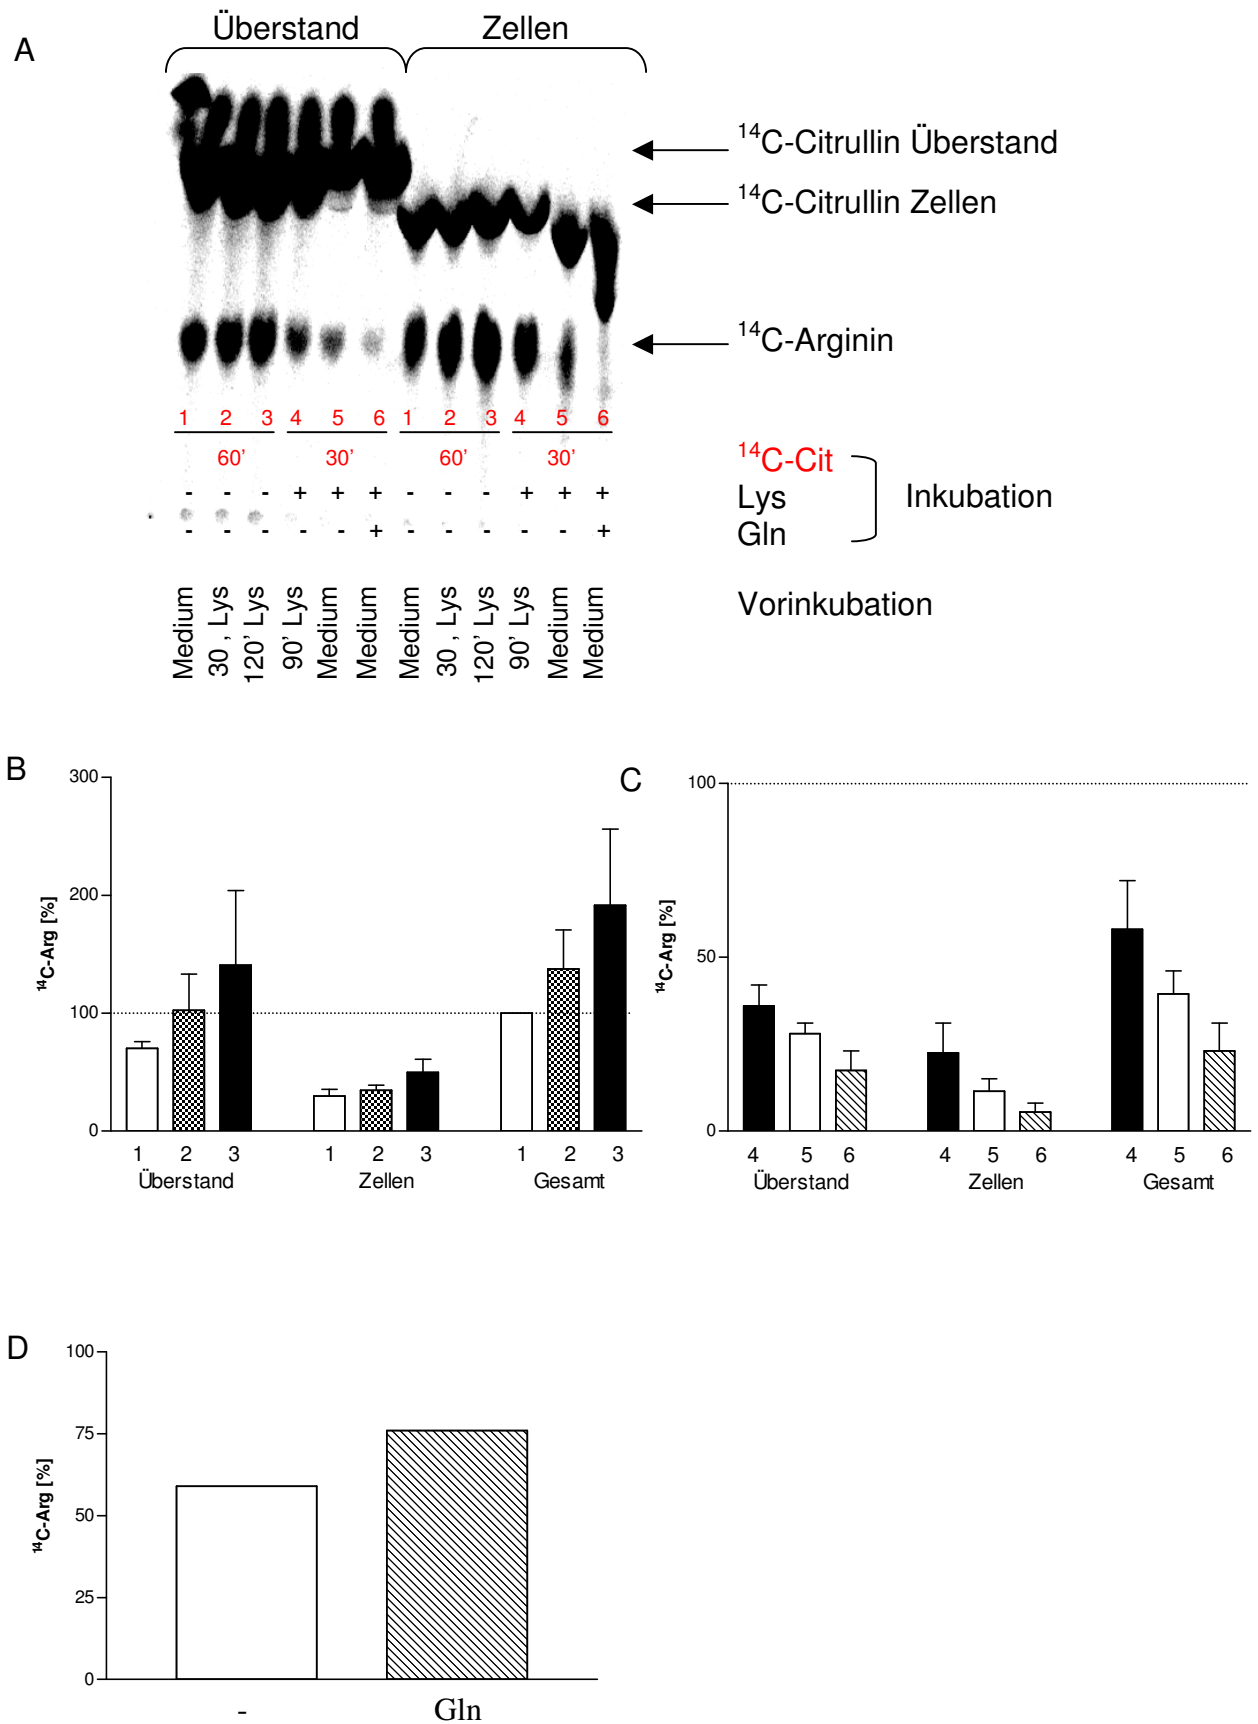 A
Überstand Zellen
¹⁴C-Citrullin Überstand
¹⁴C-Citrullin Zellen
¹⁴C-Arginin
1 2 3 4 5 6 1 2 3 4 5 6
60' 30' 60' 30' ¹⁴C-Cit
- - - + + + - - - + + + Lys
Inkubation
- - - - - + - - - - - + Gln
Medium
30 , Lys
120' Lys
90' Lys
Medium
Medium
Medium
30 , Lys
120' Lys
90' Lys
Medium
Medium
Vorinkubation
B
300
200
100
0
¹⁴C-Arg [%]
1 2 3 1 2 3 1 2 3
Überstand Zellen Gesamt
C
100
50
0
¹⁴C-Arg [%]
4 5 6 4 5 6 4 5 6
Überstand Zellen Gesamt
D
100
75
50
25
0
¹⁴C-Arg [%]
- Gln